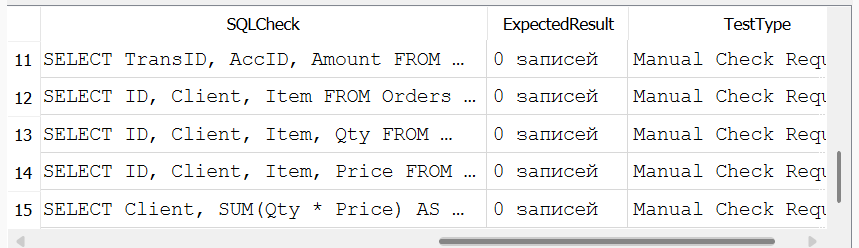 SQLCheck ExpectedResult TestType
11 SELECT TransID, AccID, Amount FROM … 0 записей Manual Check Requ
12 SELECT ID, Client, Item FROM Orders … 0 записей Manual Check Requ
13 SELECT ID, Client, Item, Qty FROM … 0 записей Manual Check Requ
14 SELECT ID, Client, Item, Price FROM … 0 записей Manual Check Requ
15 SELECT Client, SUM(Qty * Price) AS … 0 записей Manual Check Requ